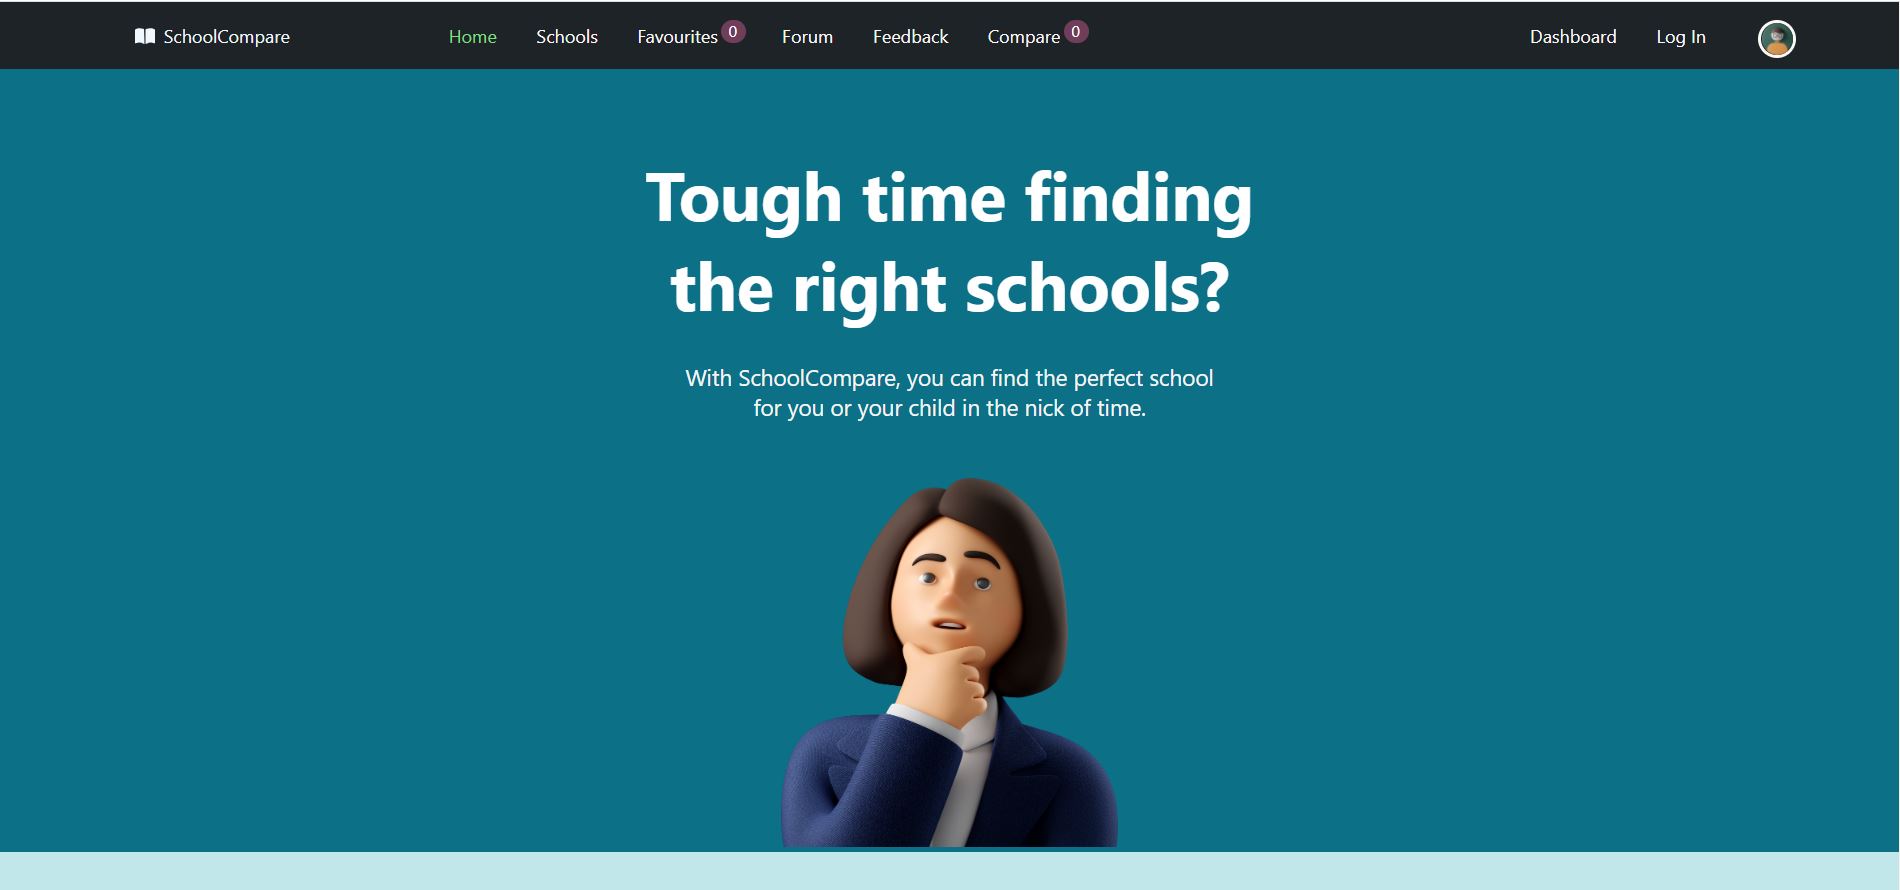 SchoolCompare Home Schools Favourites 0 Forum Feedback Compare 0 Dashboard Log In
Tough time finding
the right schools?
With SchoolCompare, you can find the perfect school
for you or your child in the nick of time.